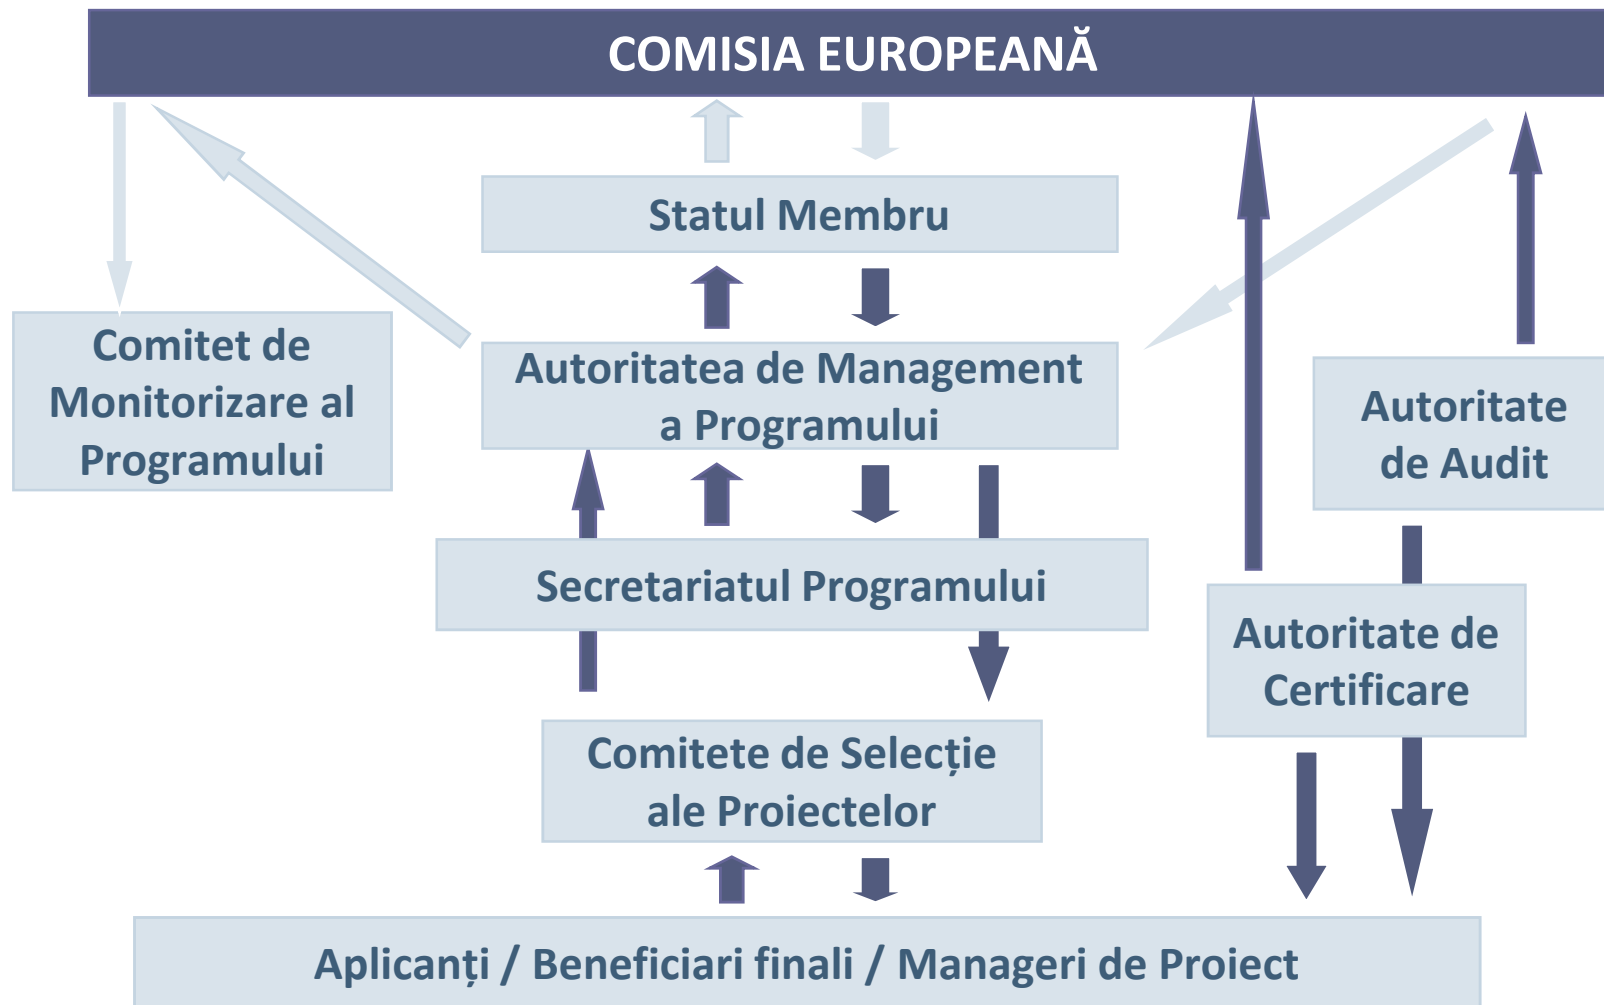 COMISIA EUROPEANĂ
Statul Membru
Comitet de
Monitorizare al
Programului
Autoritatea de Management
a Programului
Autoritate
de Audit
Secretariatul Programului
Autoritate de
Certificare
Comitete de Selecție
ale Proiectelor
Aplicanți / Beneficiari finali / Manageri de Proiect